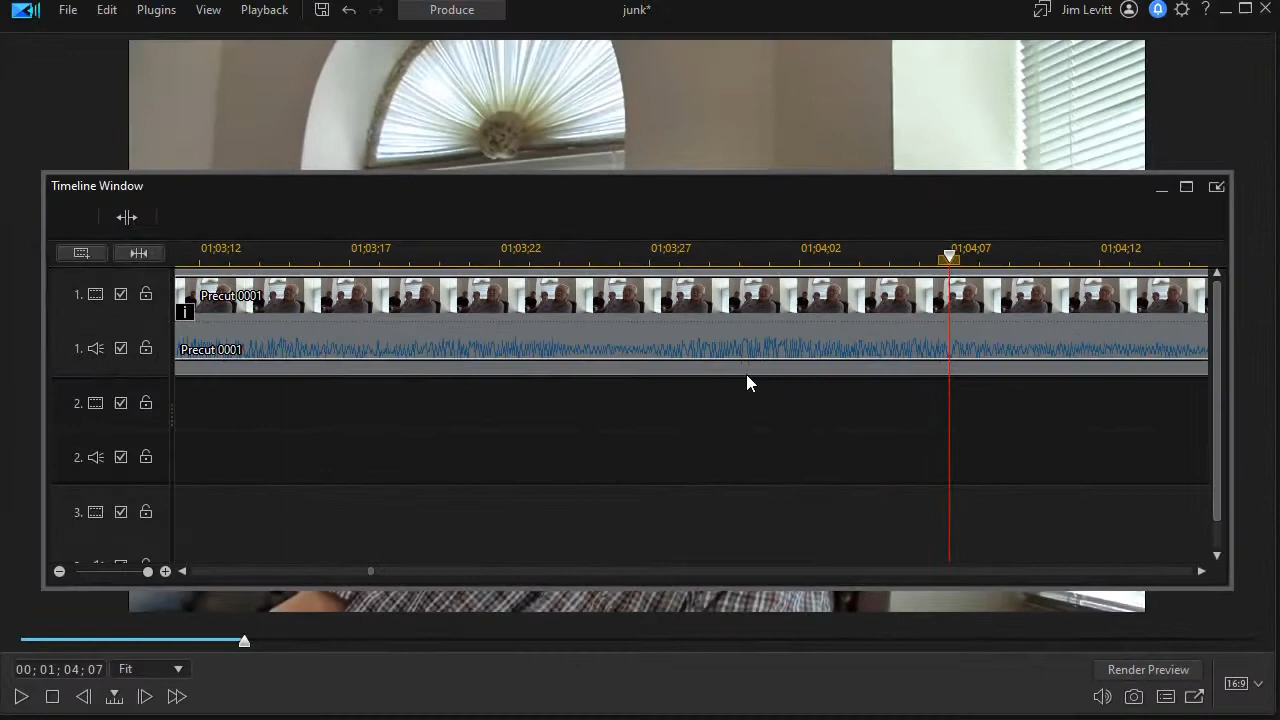 File Edit Plugins View Playback Produce junk* Jim Levitt ?
Timeline Window
01;03;12 01;03;17 01;03;22 01;03;27 01;04;02 01;04;07 01;04;12
1. Precut 0001
i
1. Precut 0001
2.
2.
3.
00; 01; 04; 07 Fit Render Preview 16:9